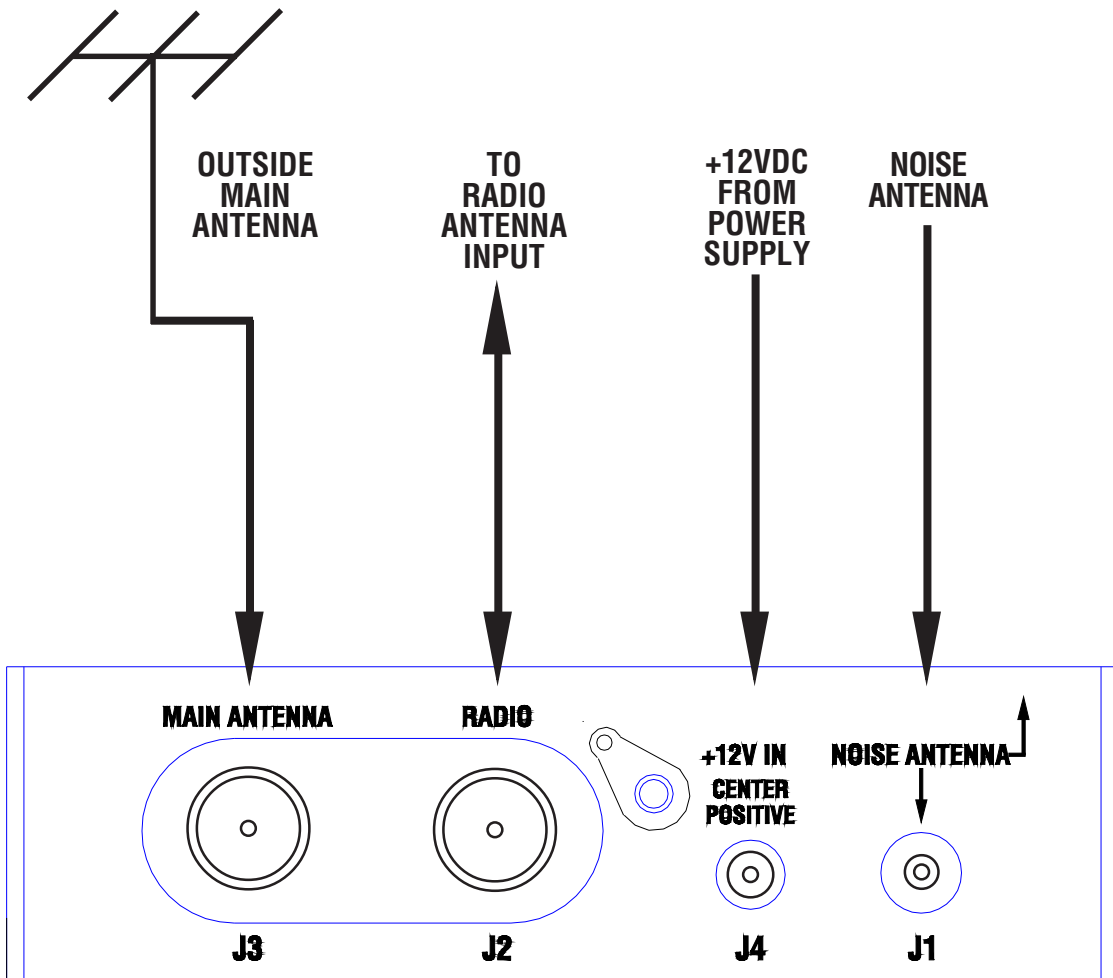 OUTSIDE
MAIN
ANTENNA
TO
RADIO
ANTENNA
INPUT
+12VDC
FROM
POWER
SUPPLY
NOISE
ANTENNA
MAIN ANTENNA
RADIO
+12V IN
CENTER
POSITIVE
NOISE ANTENNA
J3
J2
J4
J1